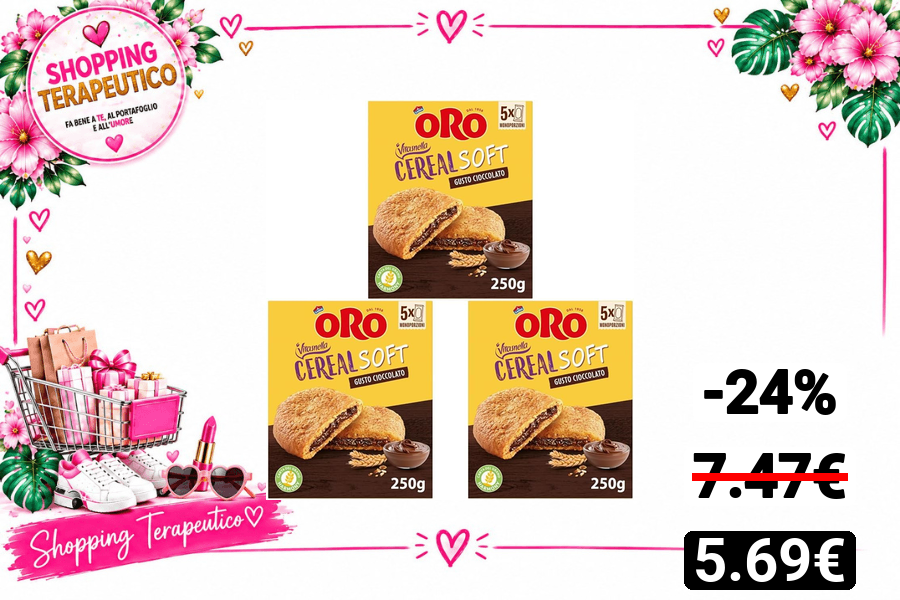 SHOPPING
TERAPEUTICO
FA BENE A TE, AL PORTAFOGLIO
E ALL'UMORE
ORO
DAL 1956
5x
MONOPORZIONI
Vitasnella
CEREAL SOFT
GUSTO CIOCCOLATO
250g
ORO
5x
MONOPORZIONI
Vitasnella
CEREAL SOFT
GUSTO CIOCCOLATO
250g
ORO
5x
MONOPORZIONI
Vitasnella
CEREAL SOFT
GUSTO CIOCCOLATO
250g
-24%
7.47€
5.69€
Shopping Terapeutico